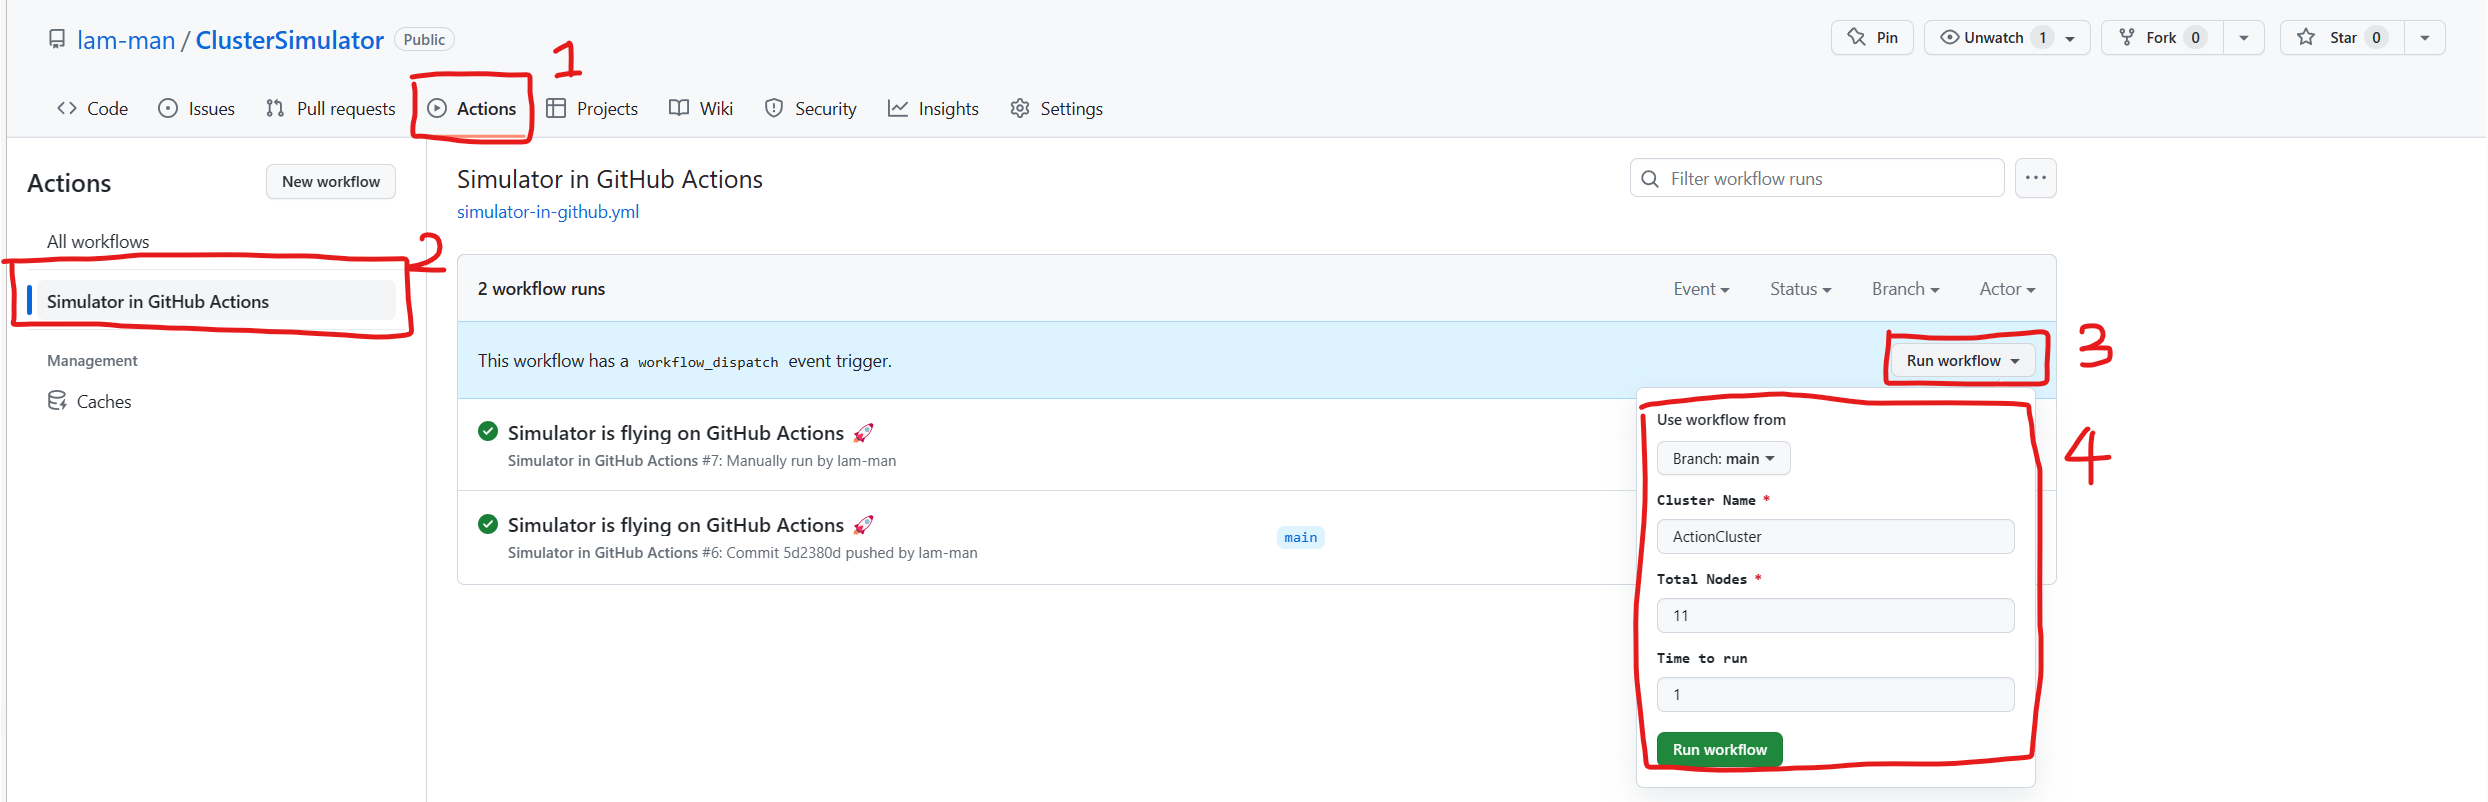 lam-man / ClusterSimulator Public
1
Pin
Unwatch 1
Fork 0
Star 0
Code
Issues
Pull requests
Actions
Projects
Wiki
Security
Insights
Settings
Actions
New workflow
All workflows
2
Simulator in GitHub Actions
Management
Caches
Simulator in GitHub Actions
simulator-in-github.yml
Filter workflow runs
2 workflow runs
Event
Status
Branch
Actor
This workflow has a workflow_dispatch event trigger.
Run workflow
3
Simulator is flying on GitHub Actions 🚀
Simulator in GitHub Actions #7: Manually run by lam-man
Simulator is flying on GitHub Actions 🚀
Simulator in GitHub Actions #6: Commit 5d2380d pushed by lam-man
main
4
Use workflow from
Branch: main
Cluster Name *
ActionCluster
Total Nodes *
11
Time to run
1
Run workflow